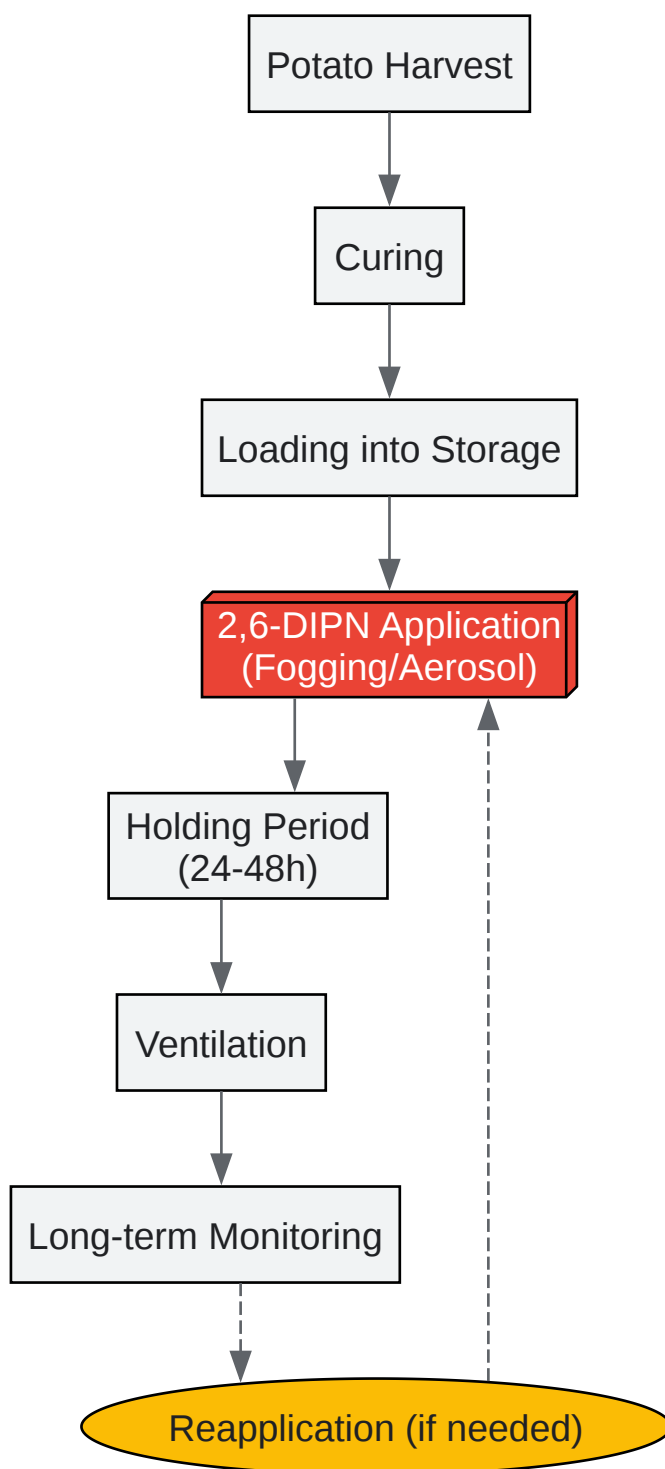 Potato Harvest
Curing
Loading into Storage
2,6-DIPN Application
(Fogging/Aerosol)
Holding Period
(24-48h)
Ventilation
Long-term Monitoring
Reapplication (if needed)